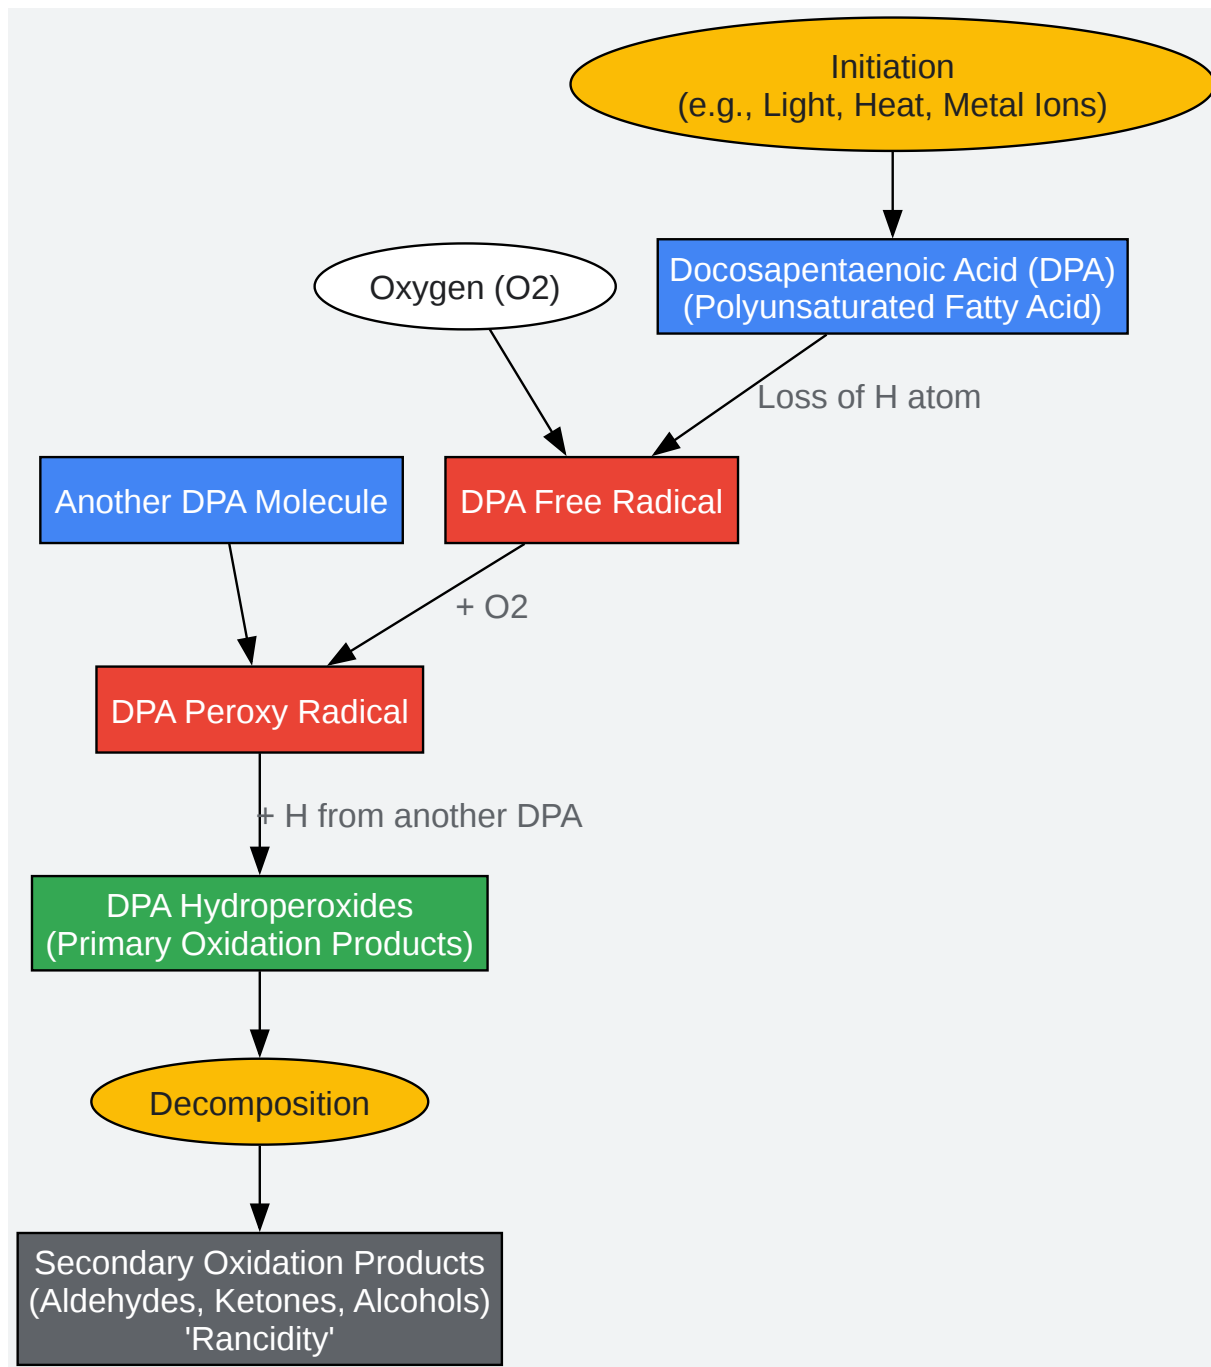 Initiation
(e.g., Light, Heat, Metal Ions)
Docosapentaenoic Acid (DPA)
(Polyunsaturated Fatty Acid)
Oxygen (O2)
Loss of H atom
Another DPA Molecule
DPA Free Radical
+ O2
DPA Peroxy Radical
+ H from another DPA
DPA Hydroperoxides
(Primary Oxidation Products)
Decomposition
Secondary Oxidation Products
(Aldehydes, Ketones, Alcohols)
'Rancidity'